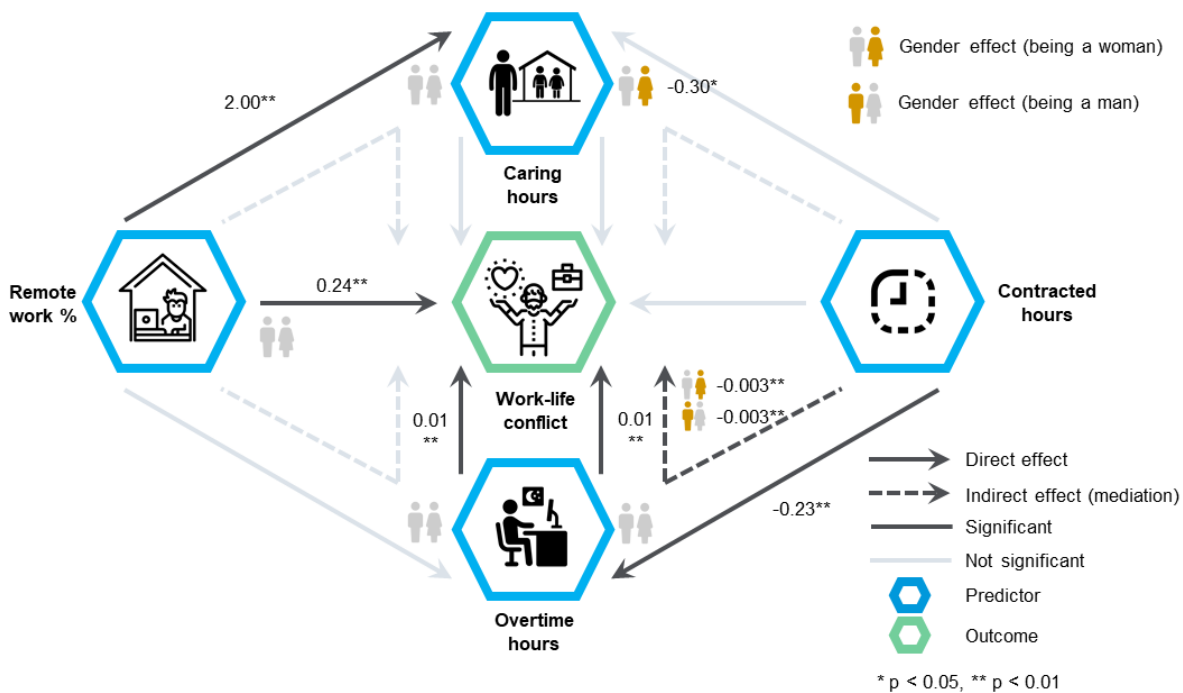 Gender effect (being a woman)
-0.30*
2.00**
Gender effect (being a man)
Caring
hours
Remote
work %
0.24**
Contracted
hours
Work-life
conflict
0.01
**
0.01
**
-0.003**
-0.003**
Direct effect
Indirect effect (mediation)
-0.23**
Significant
Not significant
Predictor
Overtime
hours
Outcome
* p < 0.05, ** p < 0.01